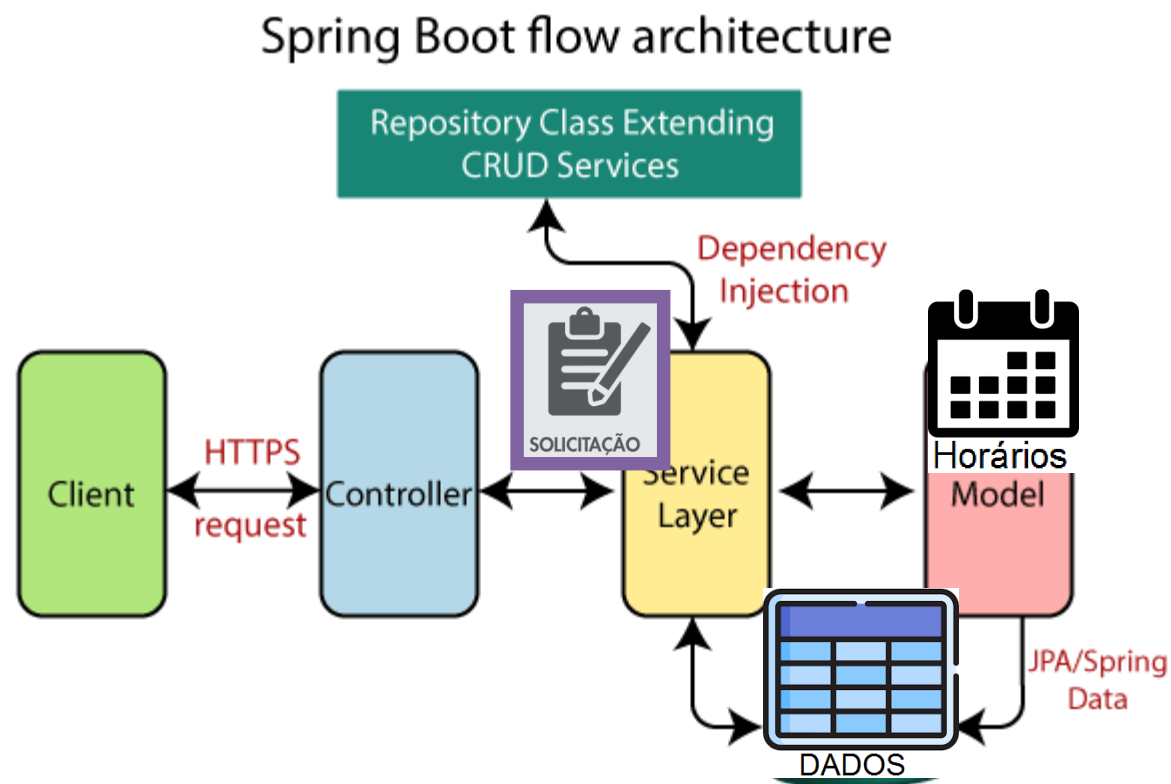 Spring Boot flow architecture
Repository Class Extending
CRUD Services
Dependency
Injection
SOLICITAÇÃO
Horários
Client
HTTPS
request
Controller
Service
Layer
Model
JPA/Spring
Data
DADOS